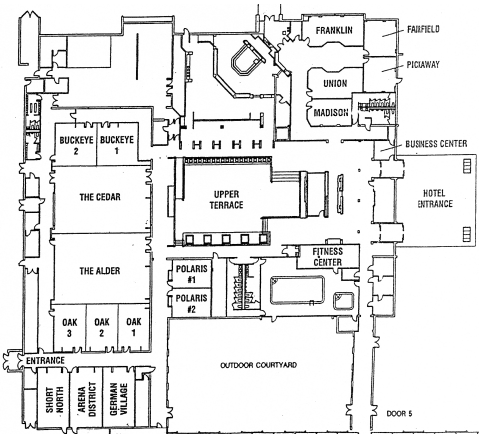 FRANKLIN
FAIRFIELD
PICKAWAY
UNION
MADISON
BUCKEYE
2
BUCKEYE
1
BUSINESS CENTER
THE CEDAR
UPPER
TERRACE
HOTEL
ENTRANCE
FITNESS
CENTER
THE ALDER
POLARIS
#1
POLARIS
#2
OAK
3
OAK
2
OAK
1
ENTRANCE
OUTDOOR COURTYARD
SHORT
NORTH
ARENA
DISTRICT
GERMAN
VILLAGE
DOOR 5